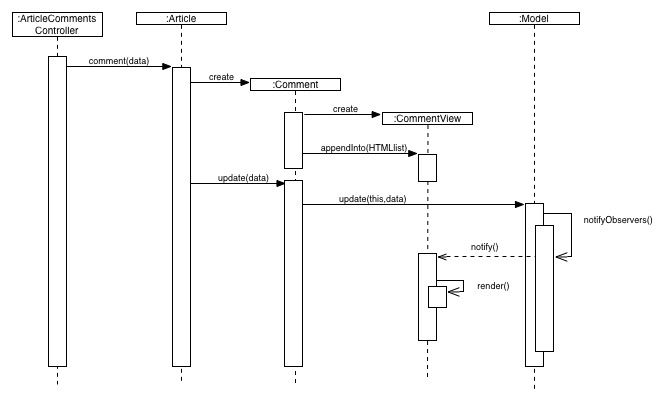 :ArticleComments
Controller
:Article
:Model
comment(data)
create
:Comment
create
:CommentView
appendInto(HTMLlist)
update(data)
update(this,data)
notifyObservers()
notify()
render()